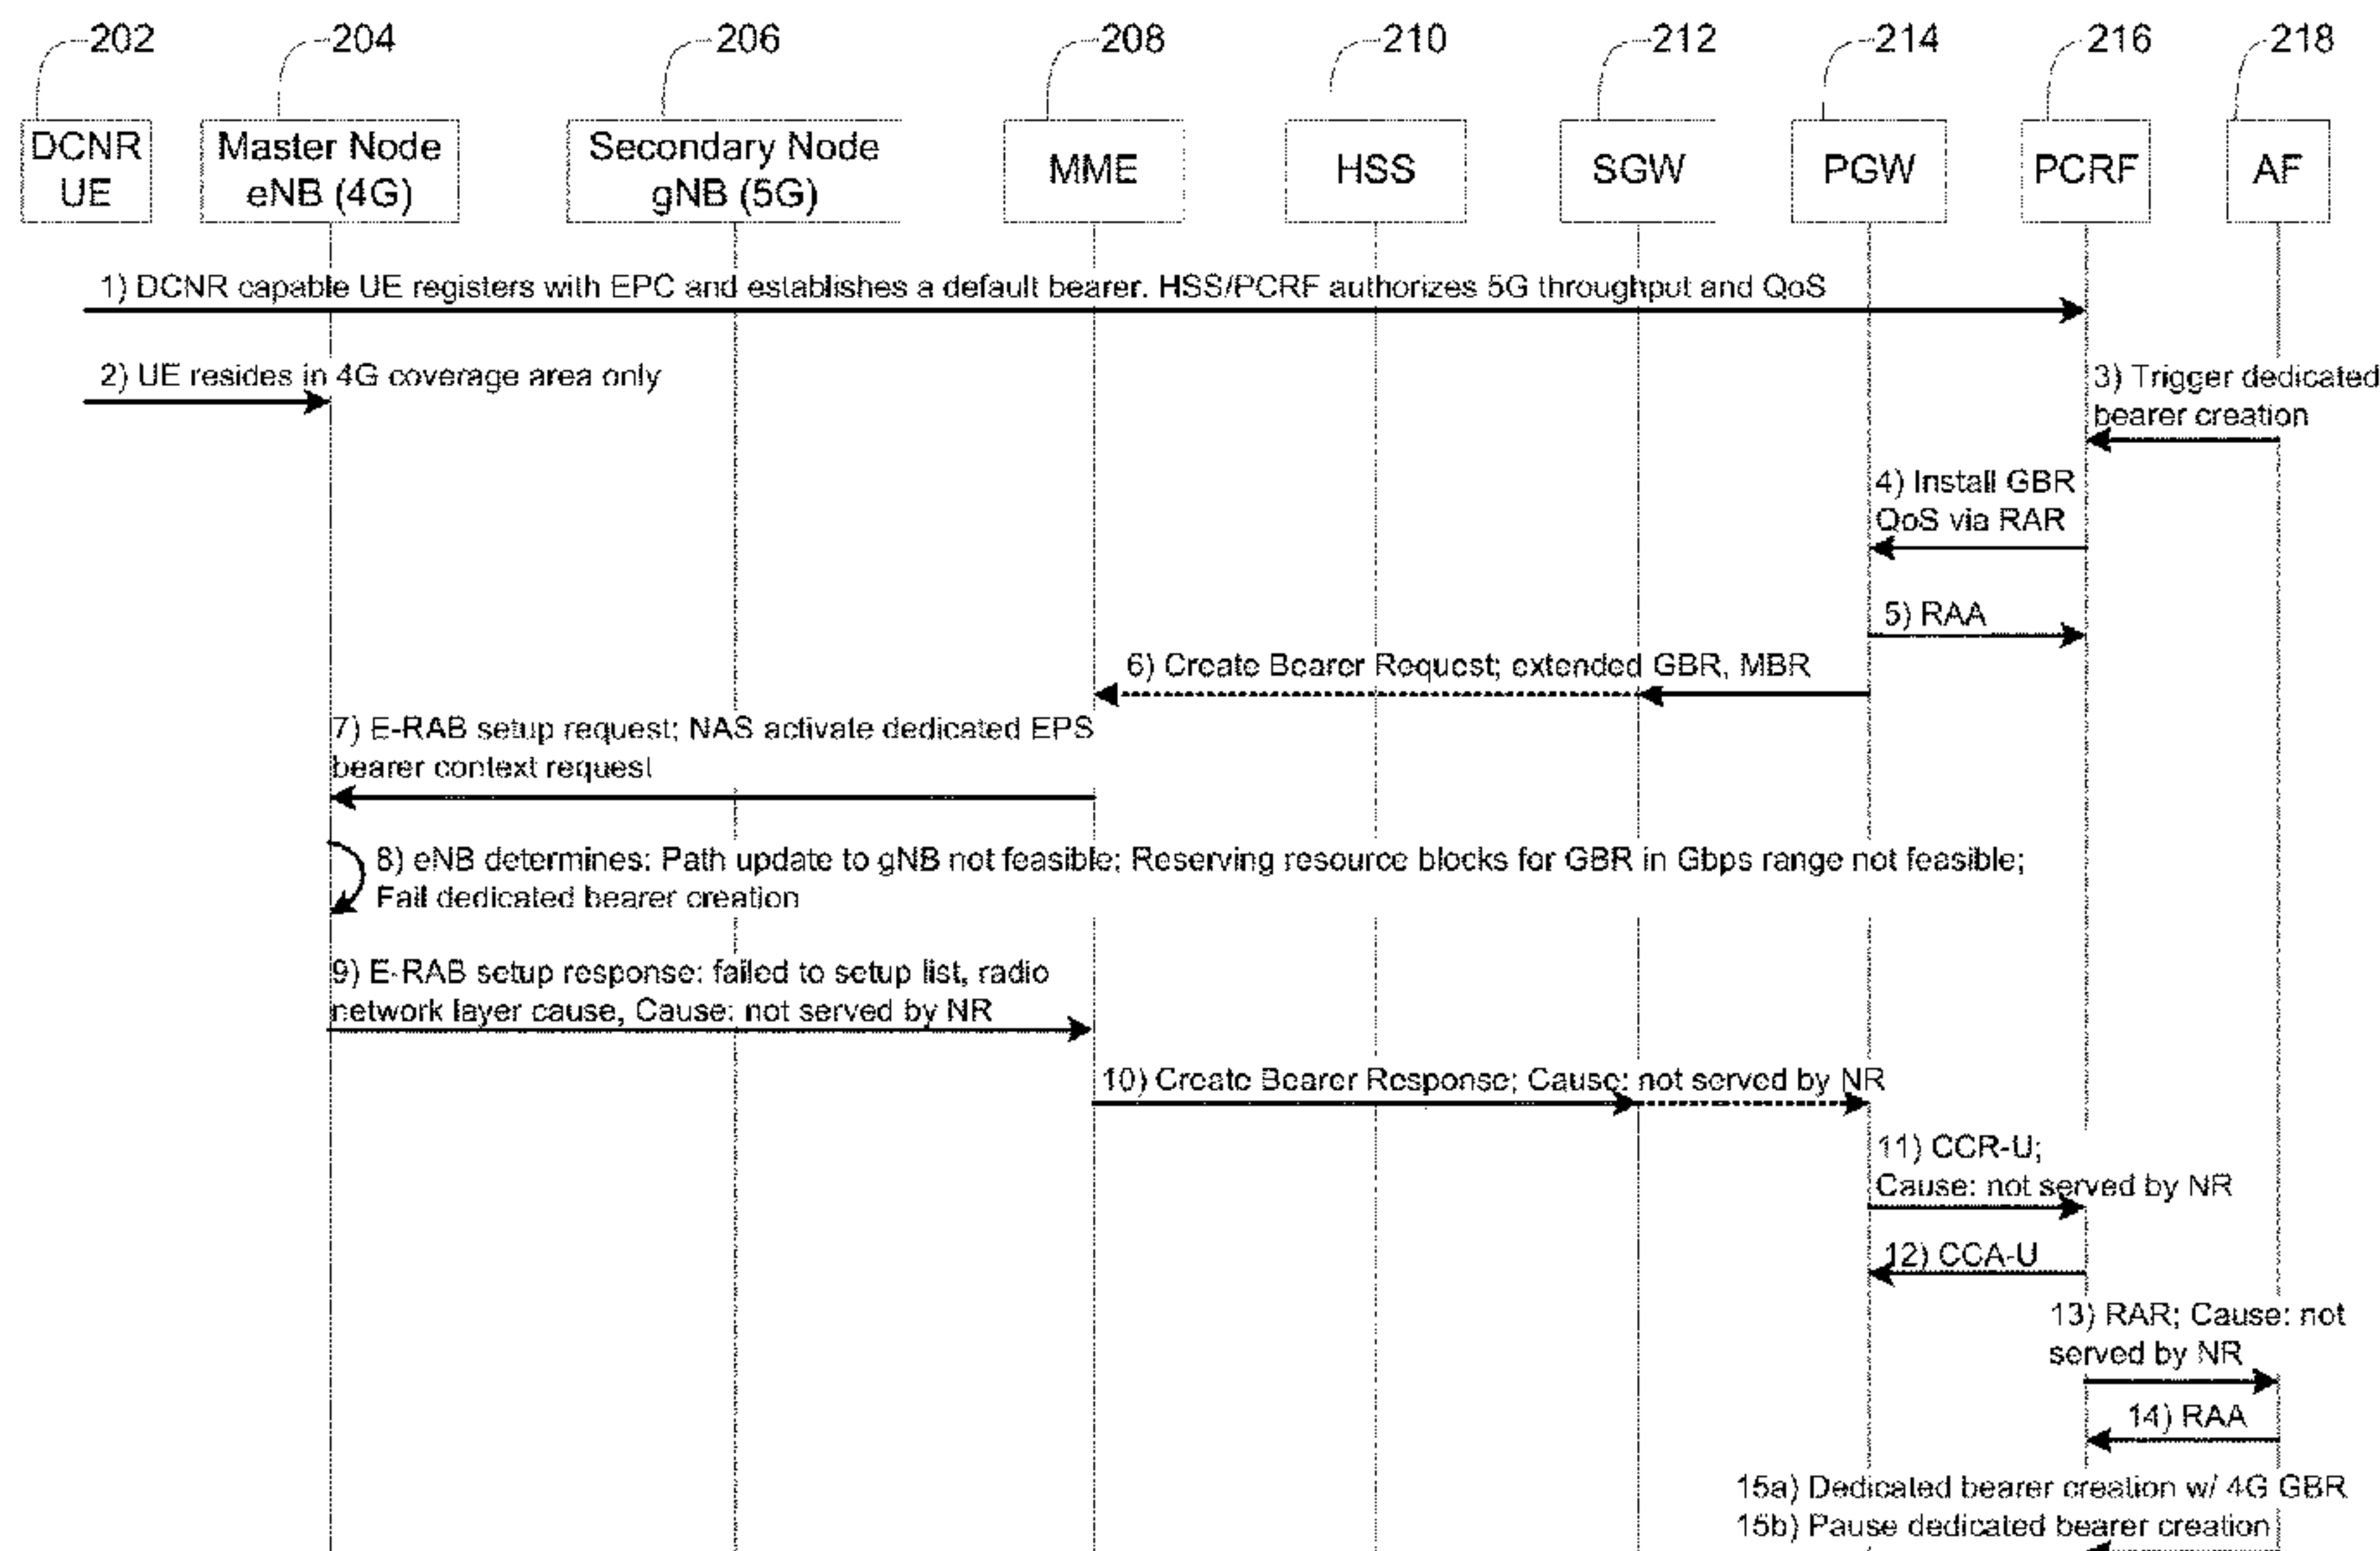 202
204
206
208
210
212
214
216
218
DCNR
UE
Master Node
eNB (4G)
Secondary Node
gNB (5G)
MME
HSS
SGW
PGW
PCRF
AF
1) DCNR capable UE registers with EPC and establishes a default bearer. HSS/PCRF authorizes 5G throughput and QoS
2) UE resides in 4G coverage area only
3) Trigger dedicated
bearer creation
4) Install GBR
QoS via RAR
5) RAA
6) Create Bearer Request; extended GBR, MBR
7) E-RAB setup request; NAS activate dedicated EPS
bearer context request
8) eNB determines: Path update to gNB not feasible; Reserving resource blocks for GBR in Gbps range not feasible;
Fail dedicated bearer creation
9) E-RAB setup response: failed to setup list, radio
network layer cause, Cause: not served by NR
10) Create Bearer Response; Cause: not served by NR
11) CCR-U;
Cause: not served by NR
12) CCA-U
13) RAR; Cause: not
served by NR
14) RAA
15a) Dedicated bearer creation w/ 4G GBR
15b) Pause dedicated bearer creation